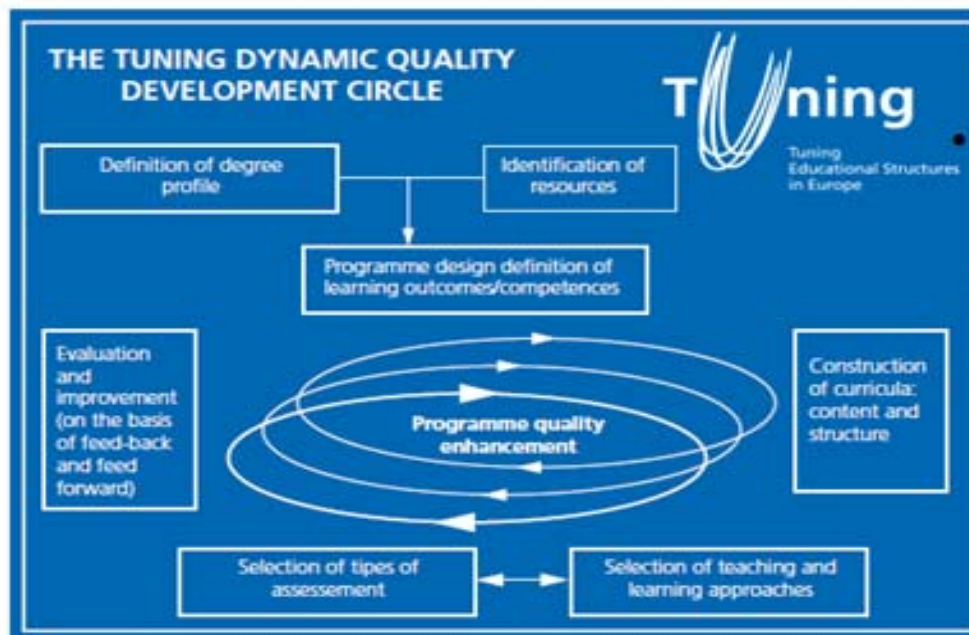 THE TUNING DYNAMIC QUALITY
DEVELOPMENT CIRCLE
Tuning
Tuning
Educational Structures
in Europe
Definition of degree
profile
Identification of
resources
Programme design definition of
learning outcomes/competences
Evaluation
and
improvement
(on the basis
of feed-back
and feed
forward)
Programme quality
enhancement
Construction
of curricula:
content and
structure
Selection of tipes of
assessement
Selection of teaching and
learning approaches